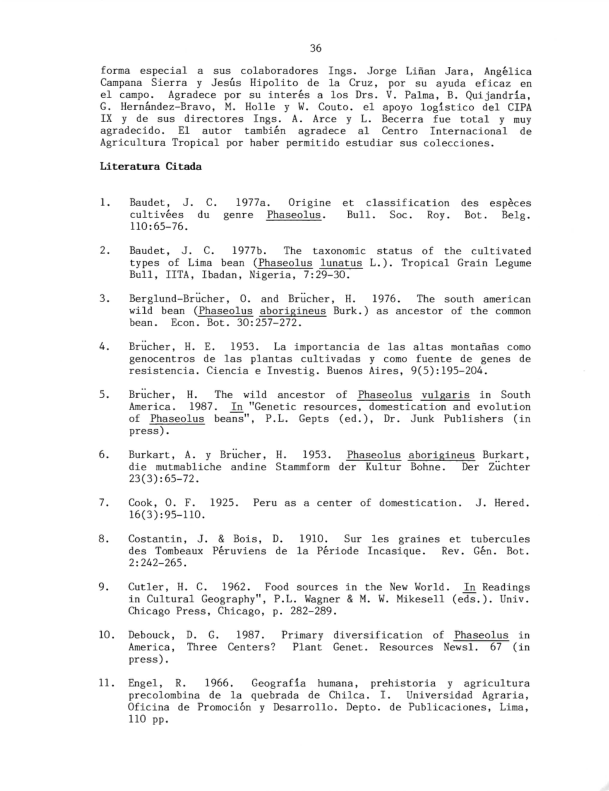 36
forma especial a sus colaboradores Ings. Jorge Liñan Jara, Angélica
Campana Sierra y Jesús Hipolito de la Cruz, por su ayuda eficaz en
el campo. Agradece por su interés a los Drs. V. Palma, B. Quijandría,
G. Hernández-Bravo, M. Holle y W. Couto. el apoyo logístico del CIPA
IX y de sus directores Ings. A. Arce y L. Becerra fue total y muy
agradecido. El autor también agradece al Centro Internacional de
Agricultura Tropical por haber permitido estudiar sus colecciones.
Literatura Citada
1. Baudet, J. C. 1977a. Origine et classification des espèces
cultivées du genre Phaseolus. Bull. Soc. Roy. Bot. Belg.
110:65-76.
2. Baudet, J. C. 1977b. The taxonomic status of the cultivated
types of Lima bean (Phaseolus lunatus L.). Tropical Grain Legume
Bull, IITA, Ibadan, Nigeria, 7:29-30.
3. Berglund-Brücher, O. and Brücher, H. 1976. The south american
wild bean (Phaseolus aborigineus Burk.) as ancestor of the common
bean. Econ. Bot. 30:257-272.
4. Brücher, H. E. 1953. La importancia de las altas montañas como
genocentros de las plantas cultivadas y como fuente de genes de
resistencia. Ciencia e Investig. Buenos Aires, 9(5):195-204.
5. Brücher, H. The wild ancestor of Phaseolus vulgaris in South
America. 1987. In "Genetic resources, domestication and evolution
of Phaseolus beans", P.L. Gepts (ed.), Dr. Junk Publishers (in
press).
6. Burkart, A. y Brücher, H. 1953. Phaseolus aborigineus Burkart,
die mutmabliche andine Stammform der Kultur Bohne. Der Züchter
23(3):65-72.
7. Cook, O. F. 1925. Peru as a center of domestication. J. Hered.
16(3):95-110.
8. Costantin, J. & Bois, D. 1910. Sur les graines et tubercules
des Tombeaux Péruviens de la Période Incasique. Rev. Gén. Bot.
2:242-265.
9. Cutler, H. C. 1962. Food sources in the New World. In Readings
in Cultural Geography", P.L. Wagner & M. W. Mikesell (eds.). Univ.
Chicago Press, Chicago, p. 282-289.
10. Debouck, D. G. 1987. Primary diversification of Phaseolus in
America, Three Centers? Plant Genet. Resources Newsl. 67 (in
press).
11. Engel, R. 1966. Geografía humana, prehistoria y agricultura
precolombina de la quebrada de Chilca. I. Universidad Agraria,
Oficina de Promoción y Desarrollo. Depto. de Publicaciones, Lima,
110 pp.